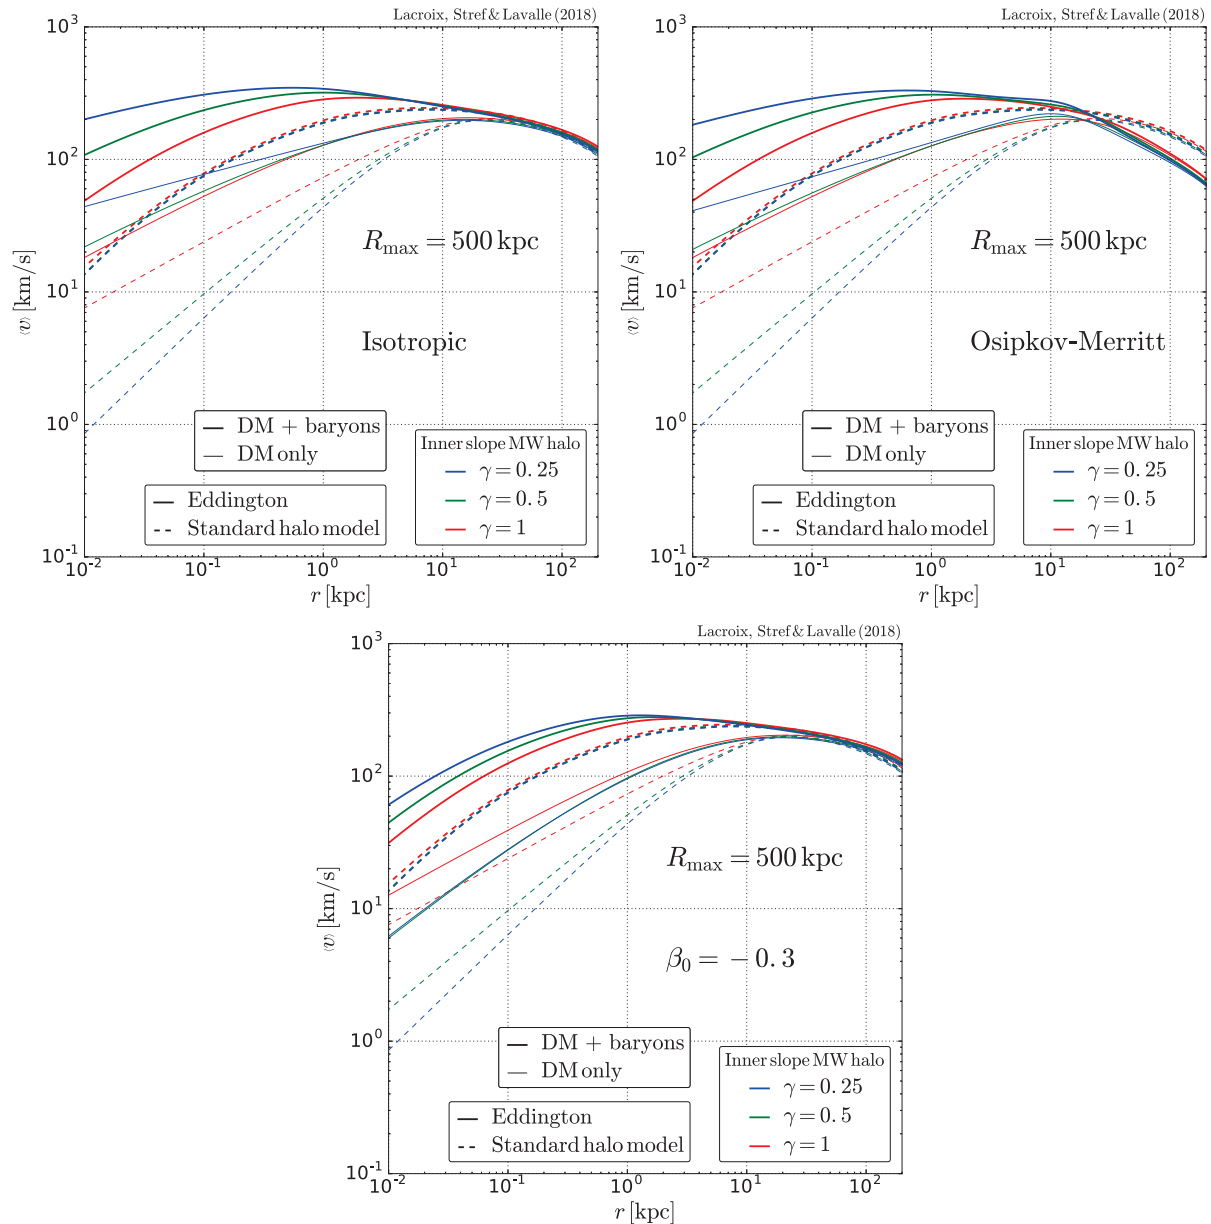 Lacroix, Stref & Lavalle (2018)
10^3
10^2
10^1
10^0
10^-1
⟨v⟩ [km/s]
R_max = 500 kpc
Isotropic
DM + baryons
DM only
Eddington
Standard halo model
Inner slope MW halo
γ = 0.25
γ = 0.5
γ = 1
10^-2 10^-1 10^0 10^1 10^2
r [kpc]
Lacroix, Stref & Lavalle (2018)
10^3
10^2
10^1
10^0
10^-1
⟨v⟩ [km/s]
R_max = 500 kpc
Osipkov-Merritt
DM + baryons
DM only
Eddington
Standard halo model
Inner slope MW halo
γ = 0.25
γ = 0.5
γ = 1
10^-2 10^-1 10^0 10^1 10^2
r [kpc]
Lacroix, Stref & Lavalle (2018)
10^3
10^2
10^1
10^0
10^-1
⟨v⟩ [km/s]
R_max = 500 kpc
β_0 = −0.3
DM + baryons
DM only
Eddington
Standard halo model
Inner slope MW halo
γ = 0.25
γ = 0.5
γ = 1
10^-2 10^-1 10^0 10^1 10^2
r [kpc]